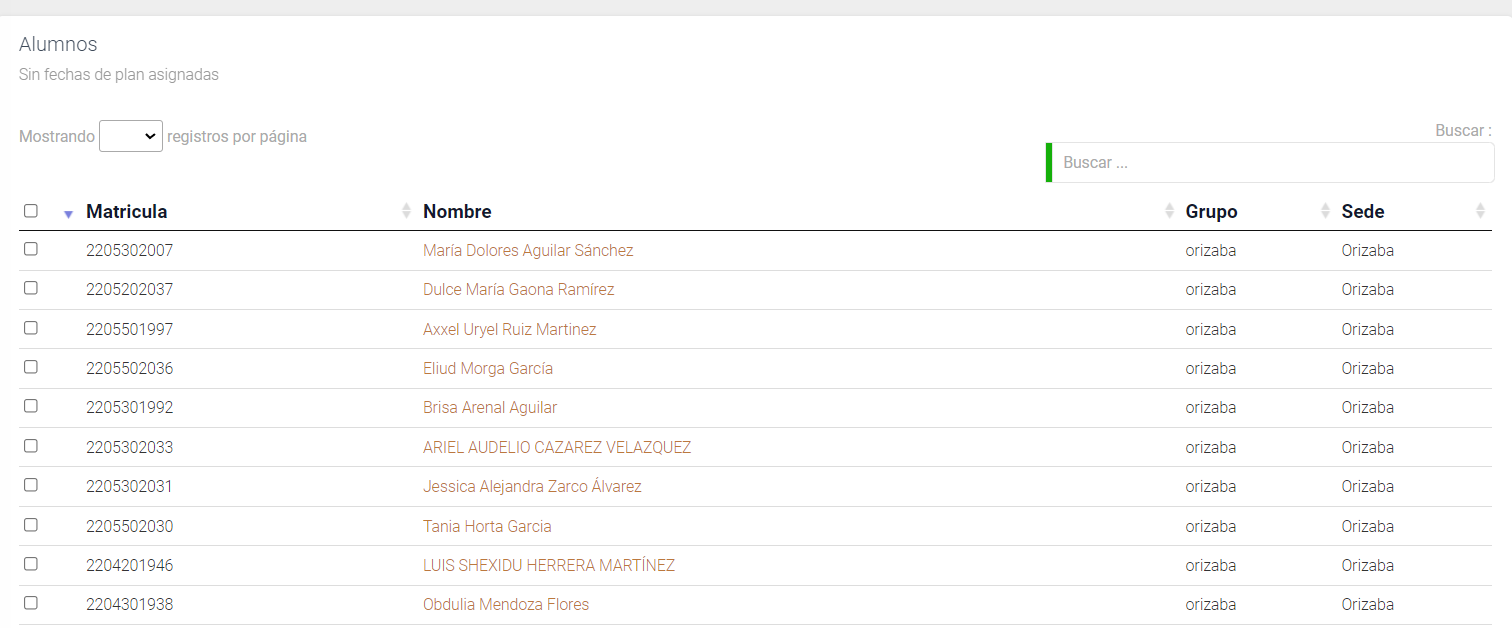 Alumnos
Sin fechas de plan asignadas
Mostrando registros por página
Buscar :
Buscar ...
Matricula Nombre Grupo Sede
2205302007 María Dolores Aguilar Sánchez orizaba Orizaba
2205202037 Dulce María Gaona Ramírez orizaba Orizaba
2205501997 Axxel Uryel Ruiz Martinez orizaba Orizaba
2205502036 Eliud Morga García orizaba Orizaba
2205301992 Brisa Arenal Aguilar orizaba Orizaba
2205302033 ARIEL AUDELIO CAZAREZ VELAZQUEZ orizaba Orizaba
2205302031 Jessica Alejandra Zarco Álvarez orizaba Orizaba
2205502030 Tania Horta Garcia orizaba Orizaba
2204201946 LUIS SHEXIDU HERRERA MARTÍNEZ orizaba Orizaba
2204301938 Obdulia Mendoza Flores orizaba Orizaba